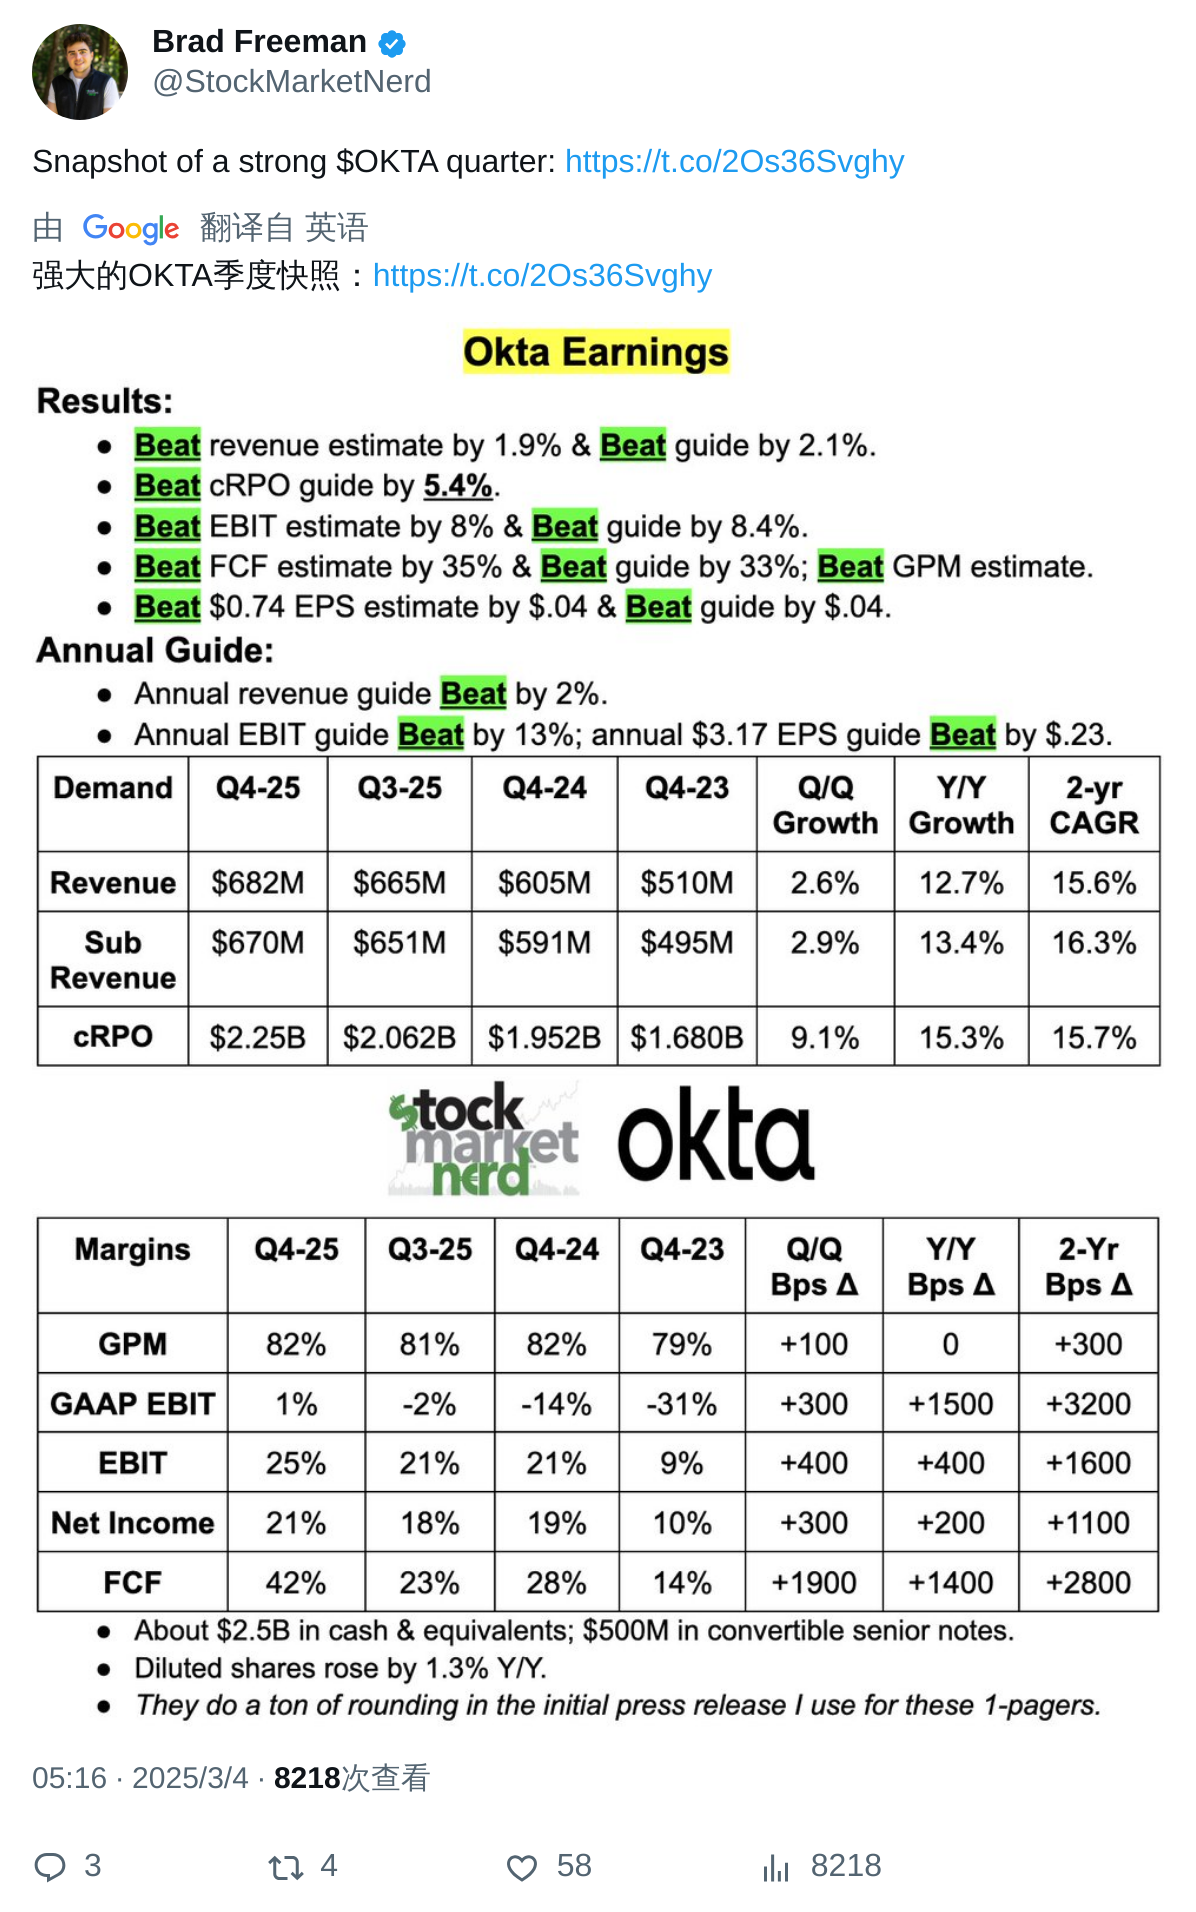 Brad Freeman
@StockMarketNerd
Snapshot of a strong $OKTA quarter: https://t.co/2Os36Svghy
由 Google 翻译自 英语
强大的OKTA季度快照：https://t.co/2Os36Svghy
Okta Earnings
Results:
● Beat revenue estimate by 1.9% & Beat guide by 2.1%.
● Beat cRPO guide by 5.4%.
● Beat EBIT estimate by 8% & Beat guide by 8.4%.
● Beat FCF estimate by 35% & Beat guide by 33%; Beat GPM estimate.
● Beat $0.74 EPS estimate by $.04 & Beat guide by $.04.
Annual Guide:
● Annual revenue guide Beat by 2%.
● Annual EBIT guide Beat by 13%; annual $3.17 EPS guide Beat by $.23.
Demand Q4-25 Q3-25 Q4-24 Q4-23 Q/Q Y/Y 2-yr
Growth Growth CAGR
Revenue $682M $665M $605M $510M 2.6% 12.7% 15.6%
Sub $670M $651M $591M $495M 2.9% 13.4% 16.3%
Revenue
cRPO $2.25B $2.062B $1.952B $1.680B 9.1% 15.3% 15.7%
$tock
market
nerd
okta
Margins Q4-25 Q3-25 Q4-24 Q4-23 Q/Q Y/Y 2-Yr
Bps Δ Bps Δ Bps Δ
GPM 82% 81% 82% 79% +100 0 +300
GAAP EBIT 1% -2% -14% -31% +300 +1500 +3200
EBIT 25% 21% 21% 9% +400 +400 +1600
Net Income 21% 18% 19% 10% +300 +200 +1100
FCF 42% 23% 28% 14% +1900 +1400 +2800
● About $2.5B in cash & equivalents; $500M in convertible senior notes.
● Diluted shares rose by 1.3% Y/Y.
● They do a ton of rounding in the initial press release I use for these 1-pagers.
05:16 · 2025/3/4 · 8218次查看
3 4 58 8218